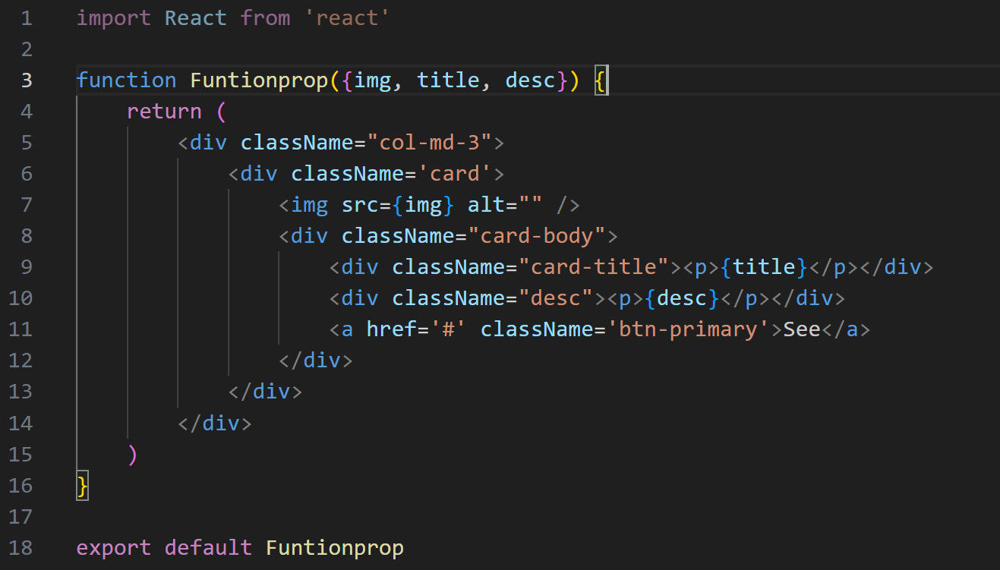 1 import React from 'react'
2
3 function Funtionprop({img, title, desc}) {
4 return (
5 <div className="col-md-3">
6 <div className='card'>
7 <img src={img} alt="" />
8 <div className="card-body">
9 <div className="card-title"><p>{title}</p></div>
10 <div className="desc"><p>{desc}</p></div>
11 <a href='#' className='btn-primary'>See</a>
12 </div>
13 </div>
14 </div>
15 )
16 }
17
18 export default Funtionprop